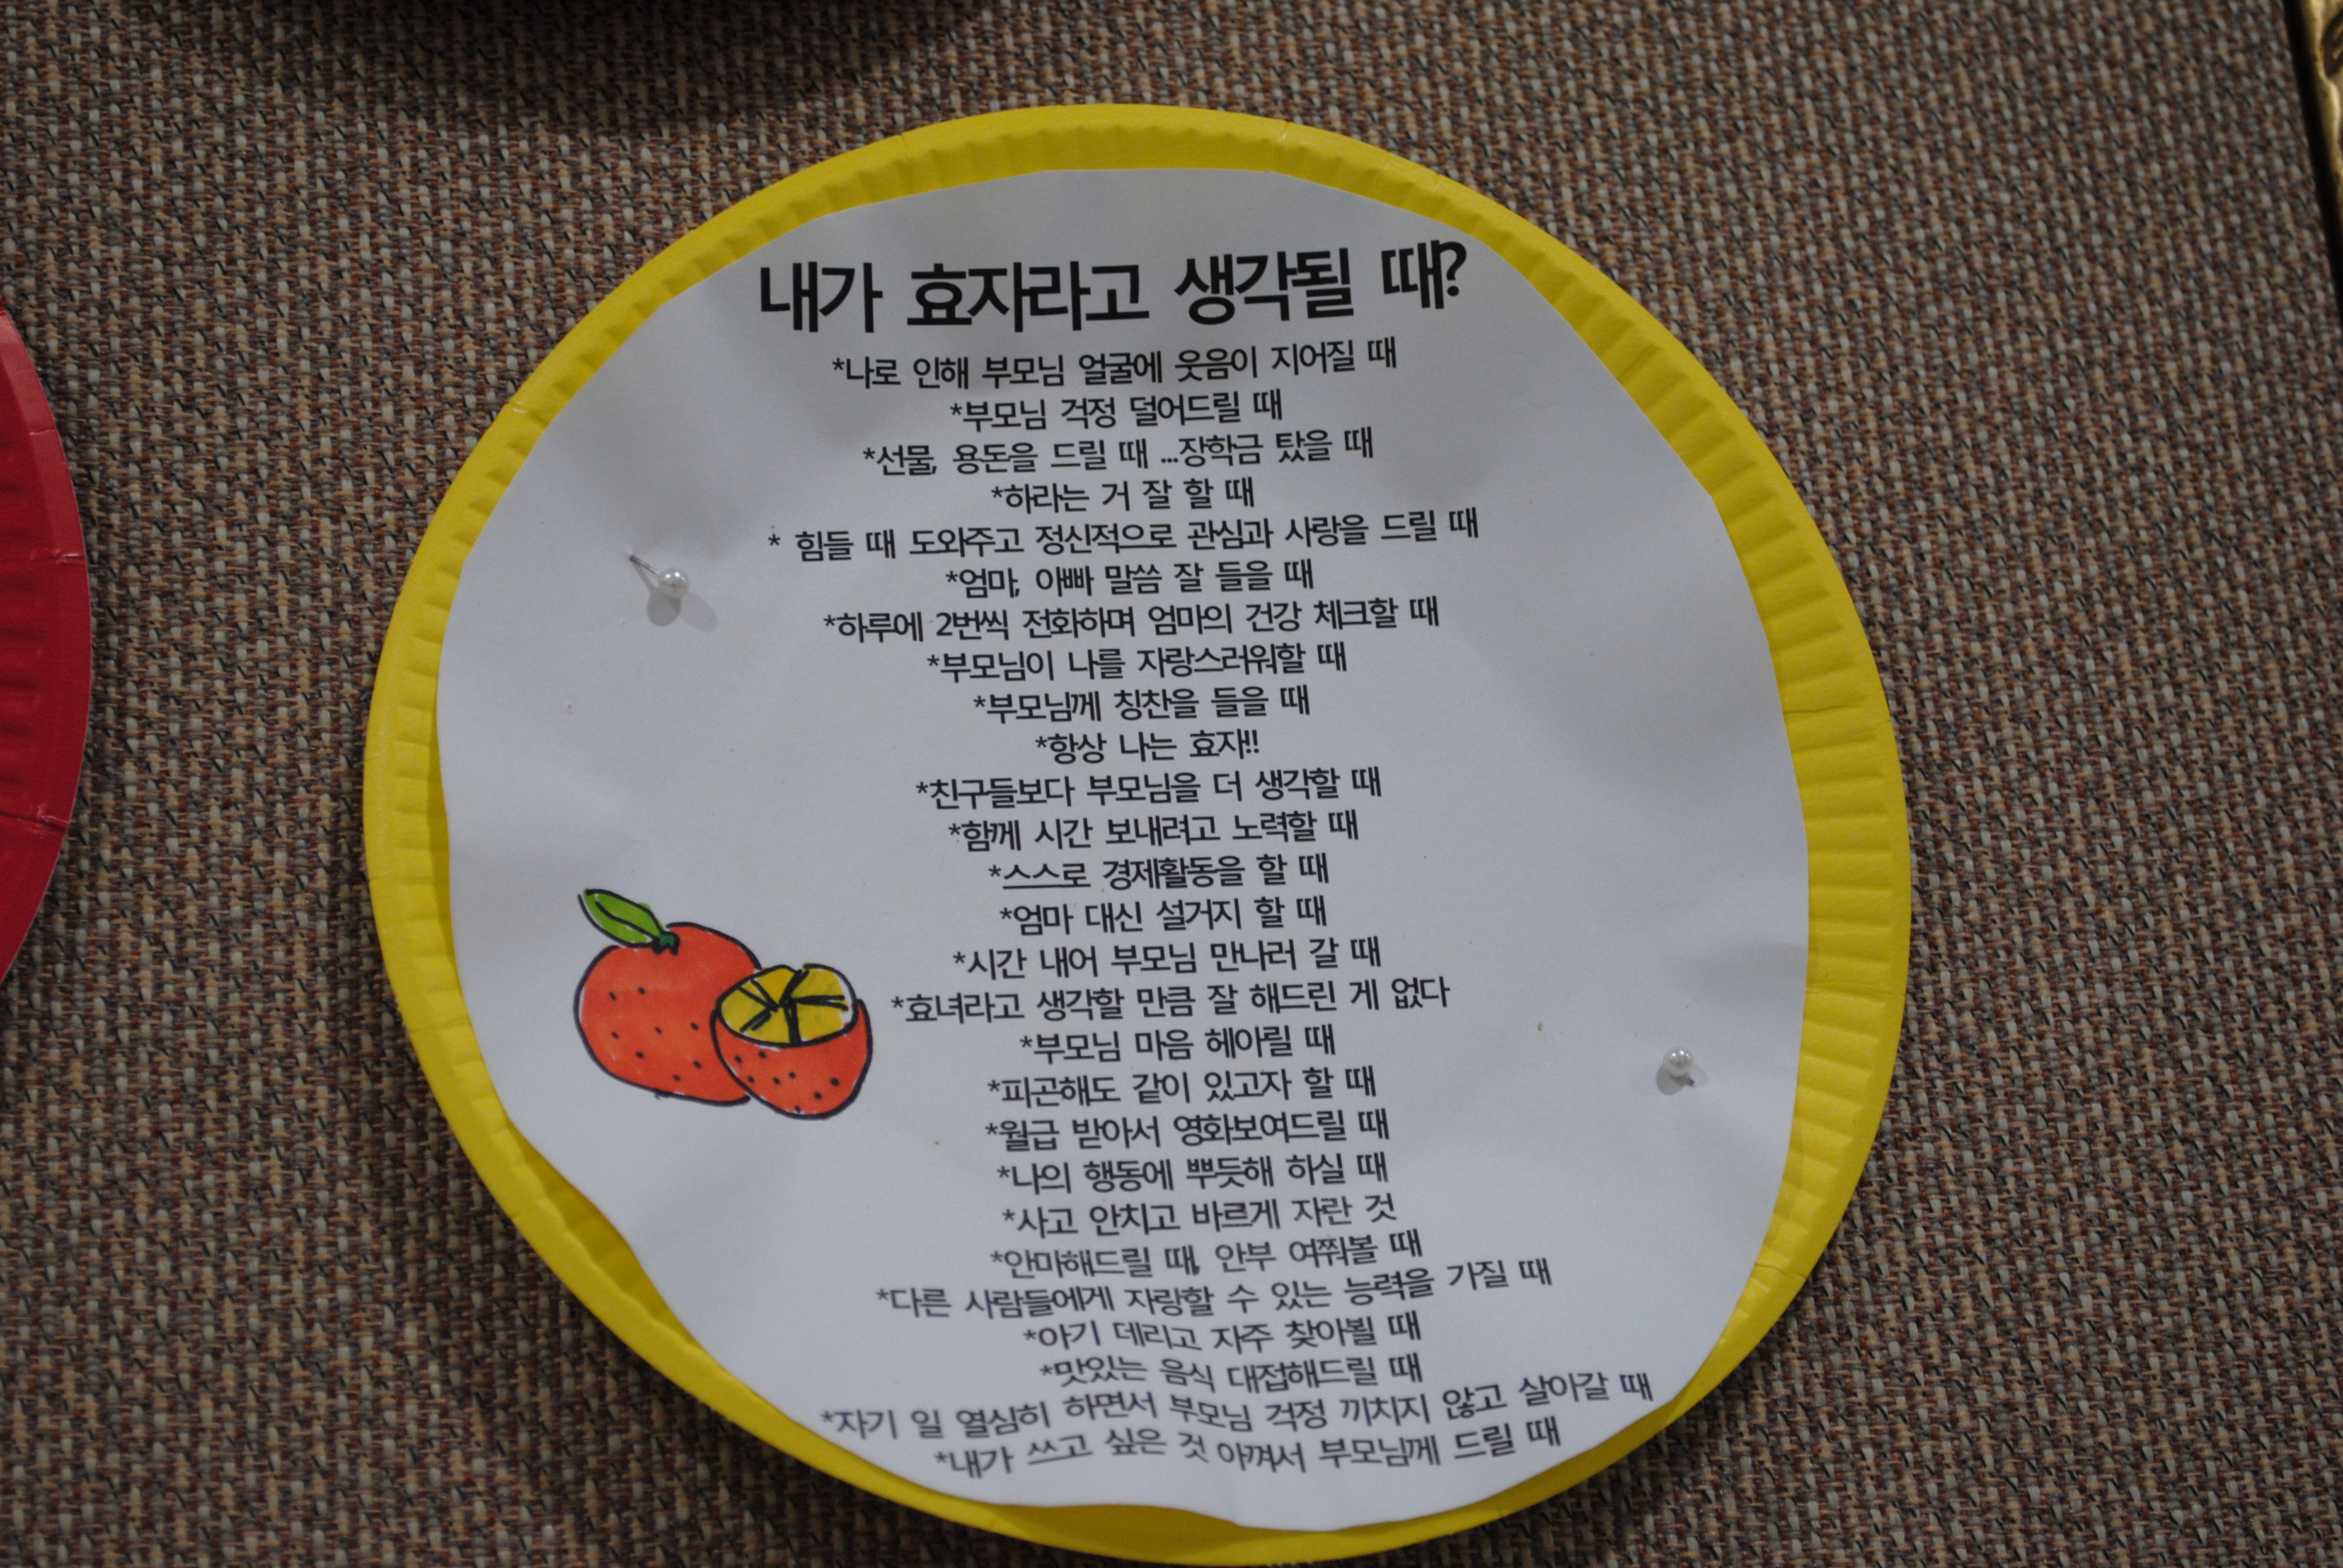 내가 효자라고 생각될 때?
*나로 인해 부모님 얼굴에 웃음이 지어질 때
*부모님 걱정 덜어드릴 때
*선물, 용돈을 드릴 때 ...장학금 탔을 때
*하라는 거 잘 할 때
* 힘들 때 도와주고 정신적으로 관심과 사랑을 드릴 때
*엄마, 아빠 말씀 잘 들을 때
*하루에 2번씩 전화하며 엄마의 건강 체크할 때
*부모님이 나를 자랑스러워할 때
*부모님께 칭찬을 들을 때
*항상 나는 효자!!
*친구들보다 부모님을 더 생각할 때
*함께 시간 보내려고 노력할 때
*스스로 경제활동을 할 때
*엄마 대신 설거지 할 때
*시간 내어 부모님 만나러 갈 때
*효녀라고 생각할 만큼 잘 해드린 게 없다
*부모님 마음 헤아릴 때
*피곤해도 같이 있고자 할 때
*월급 받아서 영화보여드릴 때
*나의 행동에 뿌듯해 하실 때
*사고 안치고 바르게 자란 것
*안마해드릴 때, 안부 여쭤볼 때
*다른 사람들에게 자랑할 수 있는 능력을 가질 때
*아기 데리고 자주 찾아뵐 때
*맛있는 음식 대접해드릴 때
*자기 일 열심히 하면서 부모님 걱정 끼치지 않고 살아갈 때
*내가 쓰고 싶은 것 아껴서 부모님께 드릴 때